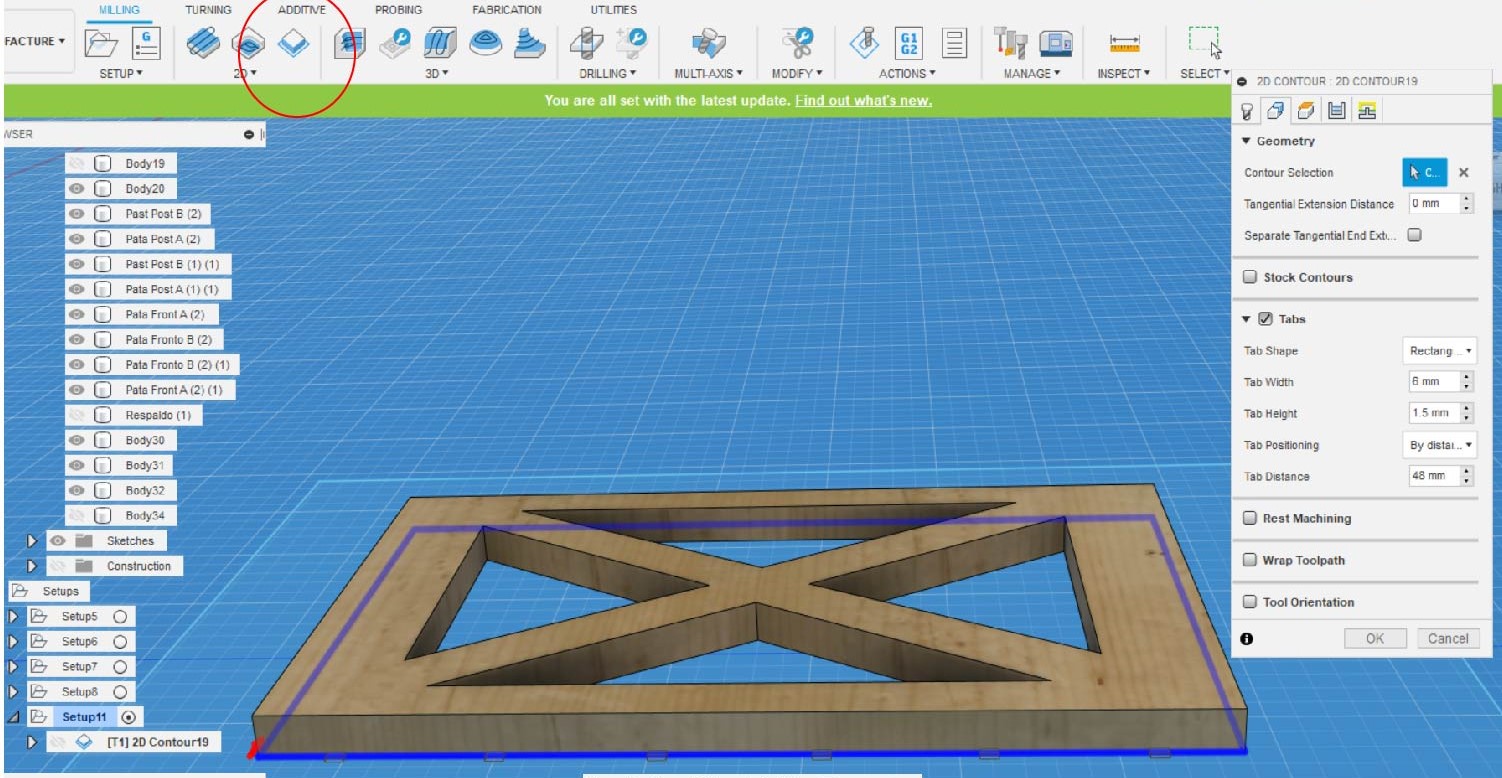 MILLING TURNING ADDITIVE PROBING FABRICATION UTILITIES
FACTURE ▾
SETUP ▾ 2D ▾ 3D ▾ DRILLING ▾ MULTI-AXIS ▾ MODIFY ▾ ACTIONS ▾ MANAGE ▾ INSPECT ▾ SELECT ▾
G
G1
G2
You are all set with the latest update. Find out what's new.
WSER
Body19
Body20
Past Post B (2)
Pata Post A (2)
Past Post B (1) (1)
Pata Post A (1) (1)
Pata Front A (2)
Pata Fronto B (2)
Pata Fronto B (2) (1)
Pata Front A (2) (1)
Respaldo (1)
Body30
Body31
Body32
Body34
Sketches
Construction
Setups
Setup5
Setup6
Setup7
Setup8
Setup11
[T1] 2D Contour19
2D CONTOUR : 2D CONTOUR19
Geometry
Contour Selection C...
Tangential Extension Distance 0 mm
Separate Tangential End Ext...
Stock Contours
Tabs
Tab Shape Rectang...
Tab Width 6 mm
Tab Height 1.5 mm
Tab Positioning By distan...
Tab Distance 48 mm
Rest Machining
Wrap Toolpath
Tool Orientation
OK Cancel